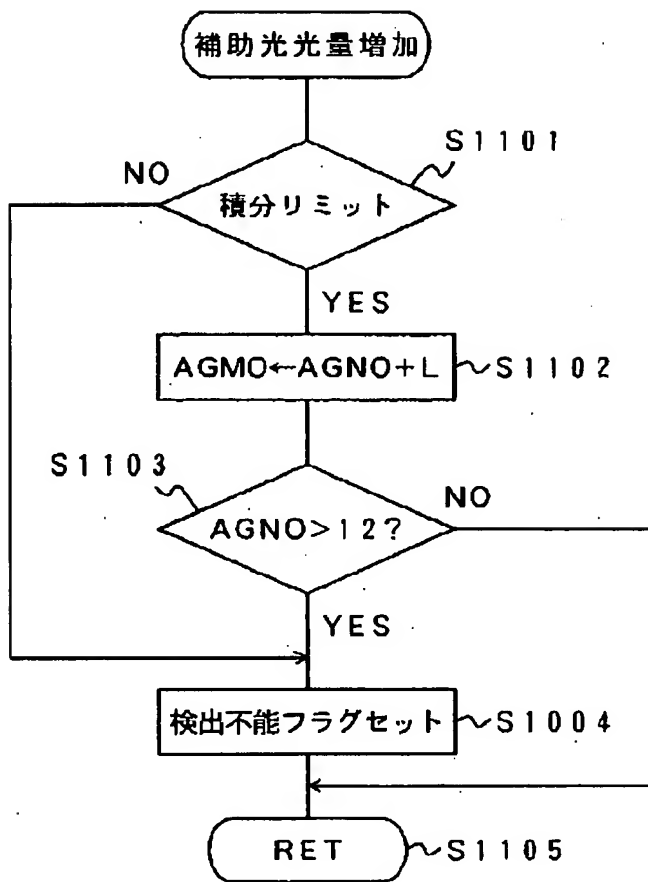 補助光光量増加
S1101
NO
積分リミット
YES
AGMO←AGNO+L
S1102
S1103
NO
AGNO>12?
YES
検出不能フラグセット
S1004
RET
S1105